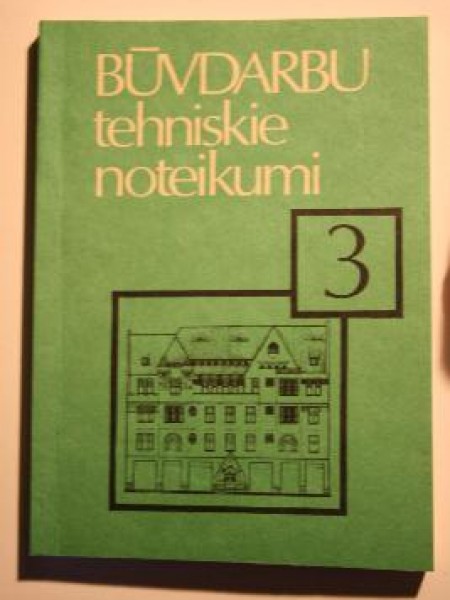 BŪVDARBU
tehniskie
noteikumi
3